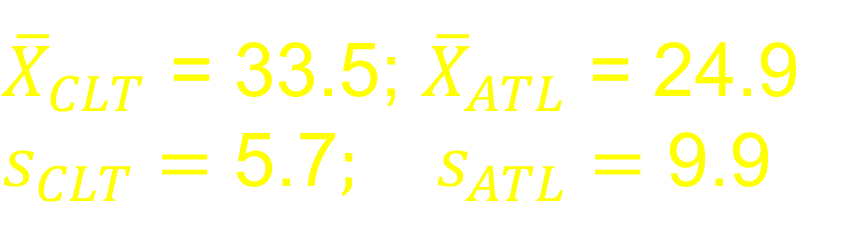 X̄_CLT = 33.5; X̄_ATL = 24.9
s_CLT = 5.7; s_ATL = 9.9